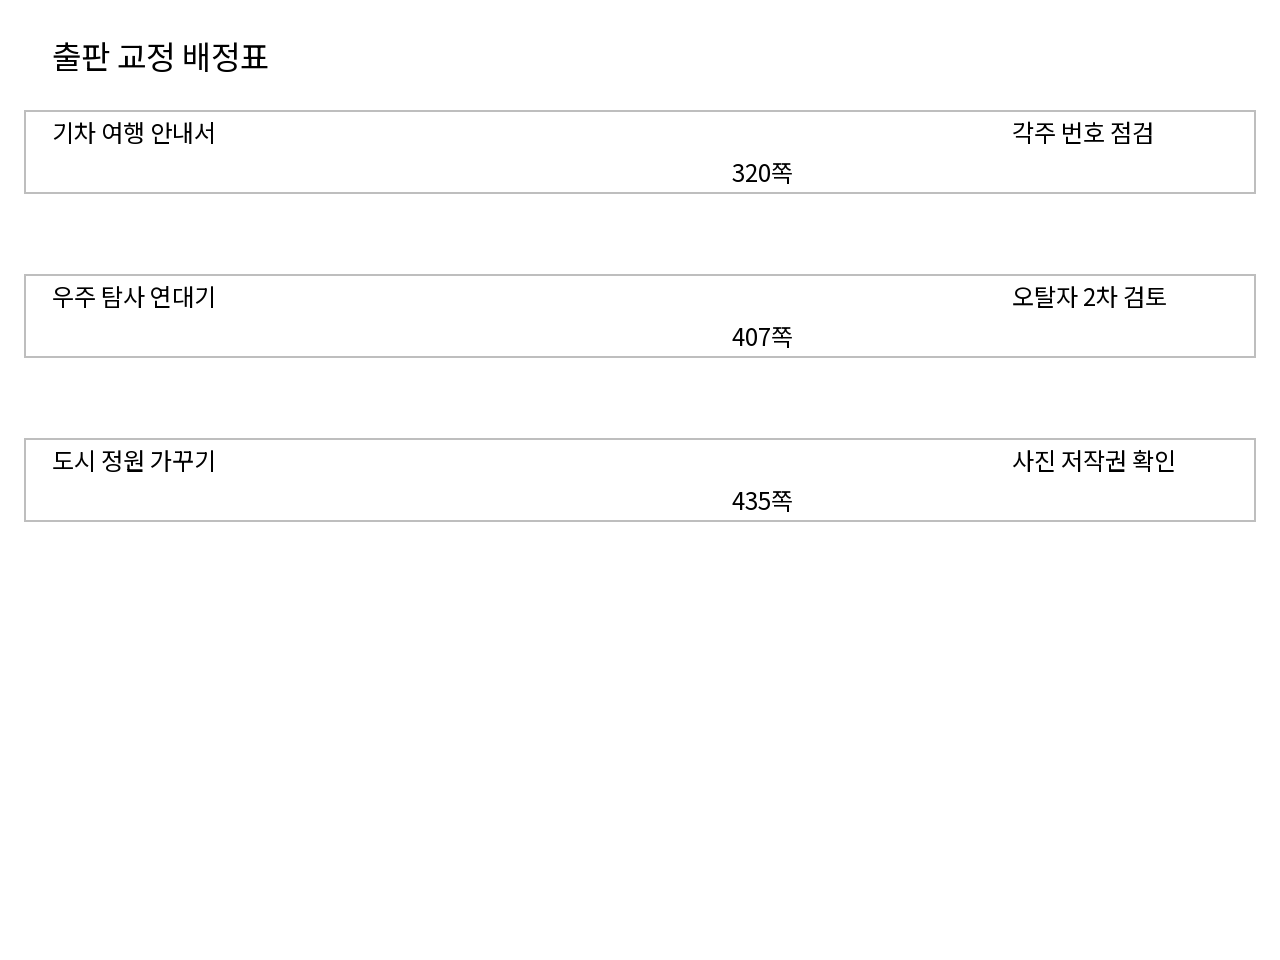 출판 교정 배정표
기차 여행 안내서 각주 번호 점검
320쪽
우주 탐사 연대기 오탈자 2차 검토
407쪽
도시 정원 가꾸기 사진 저작권 확인
435쪽